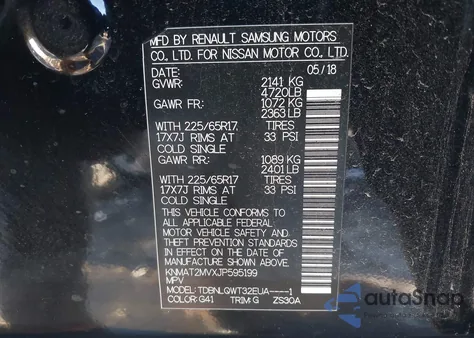 MFD BY RENAULT SAMSUNG MOTORS
CO., LTD. FOR NISSAN MOTOR CO., LTD.
DATE: 05/18
GVWR: 2141 KG
4720LB
GAWR FR: 1072 KG
2363LB
WITH 225/65R17. TIRES
17X7J RIMS AT 33 PSI
COLD SINGLE
GAWR RR: 1089 KG
2401LB
WITH 225/65R17 TIRES
17X7J RIMS AT 33 PSI
COLD SINGLE
THIS VEHICLE CONFORMS TO
ALL APPLICABLE FEDERAL
MOTOR VEHICLE SAFETY, BUMPER,
AND THEFT PREVENTION STANDARDS
IN EFFECT ON THE DATE OF
MANUFACTURE SHOWN ABOVE.
KNMAT2MVXJP595199
MPV
MODEL: TDBNLQWT32EUA----1
COLOR: G41 TRIM: G ZS30A
autoSnap